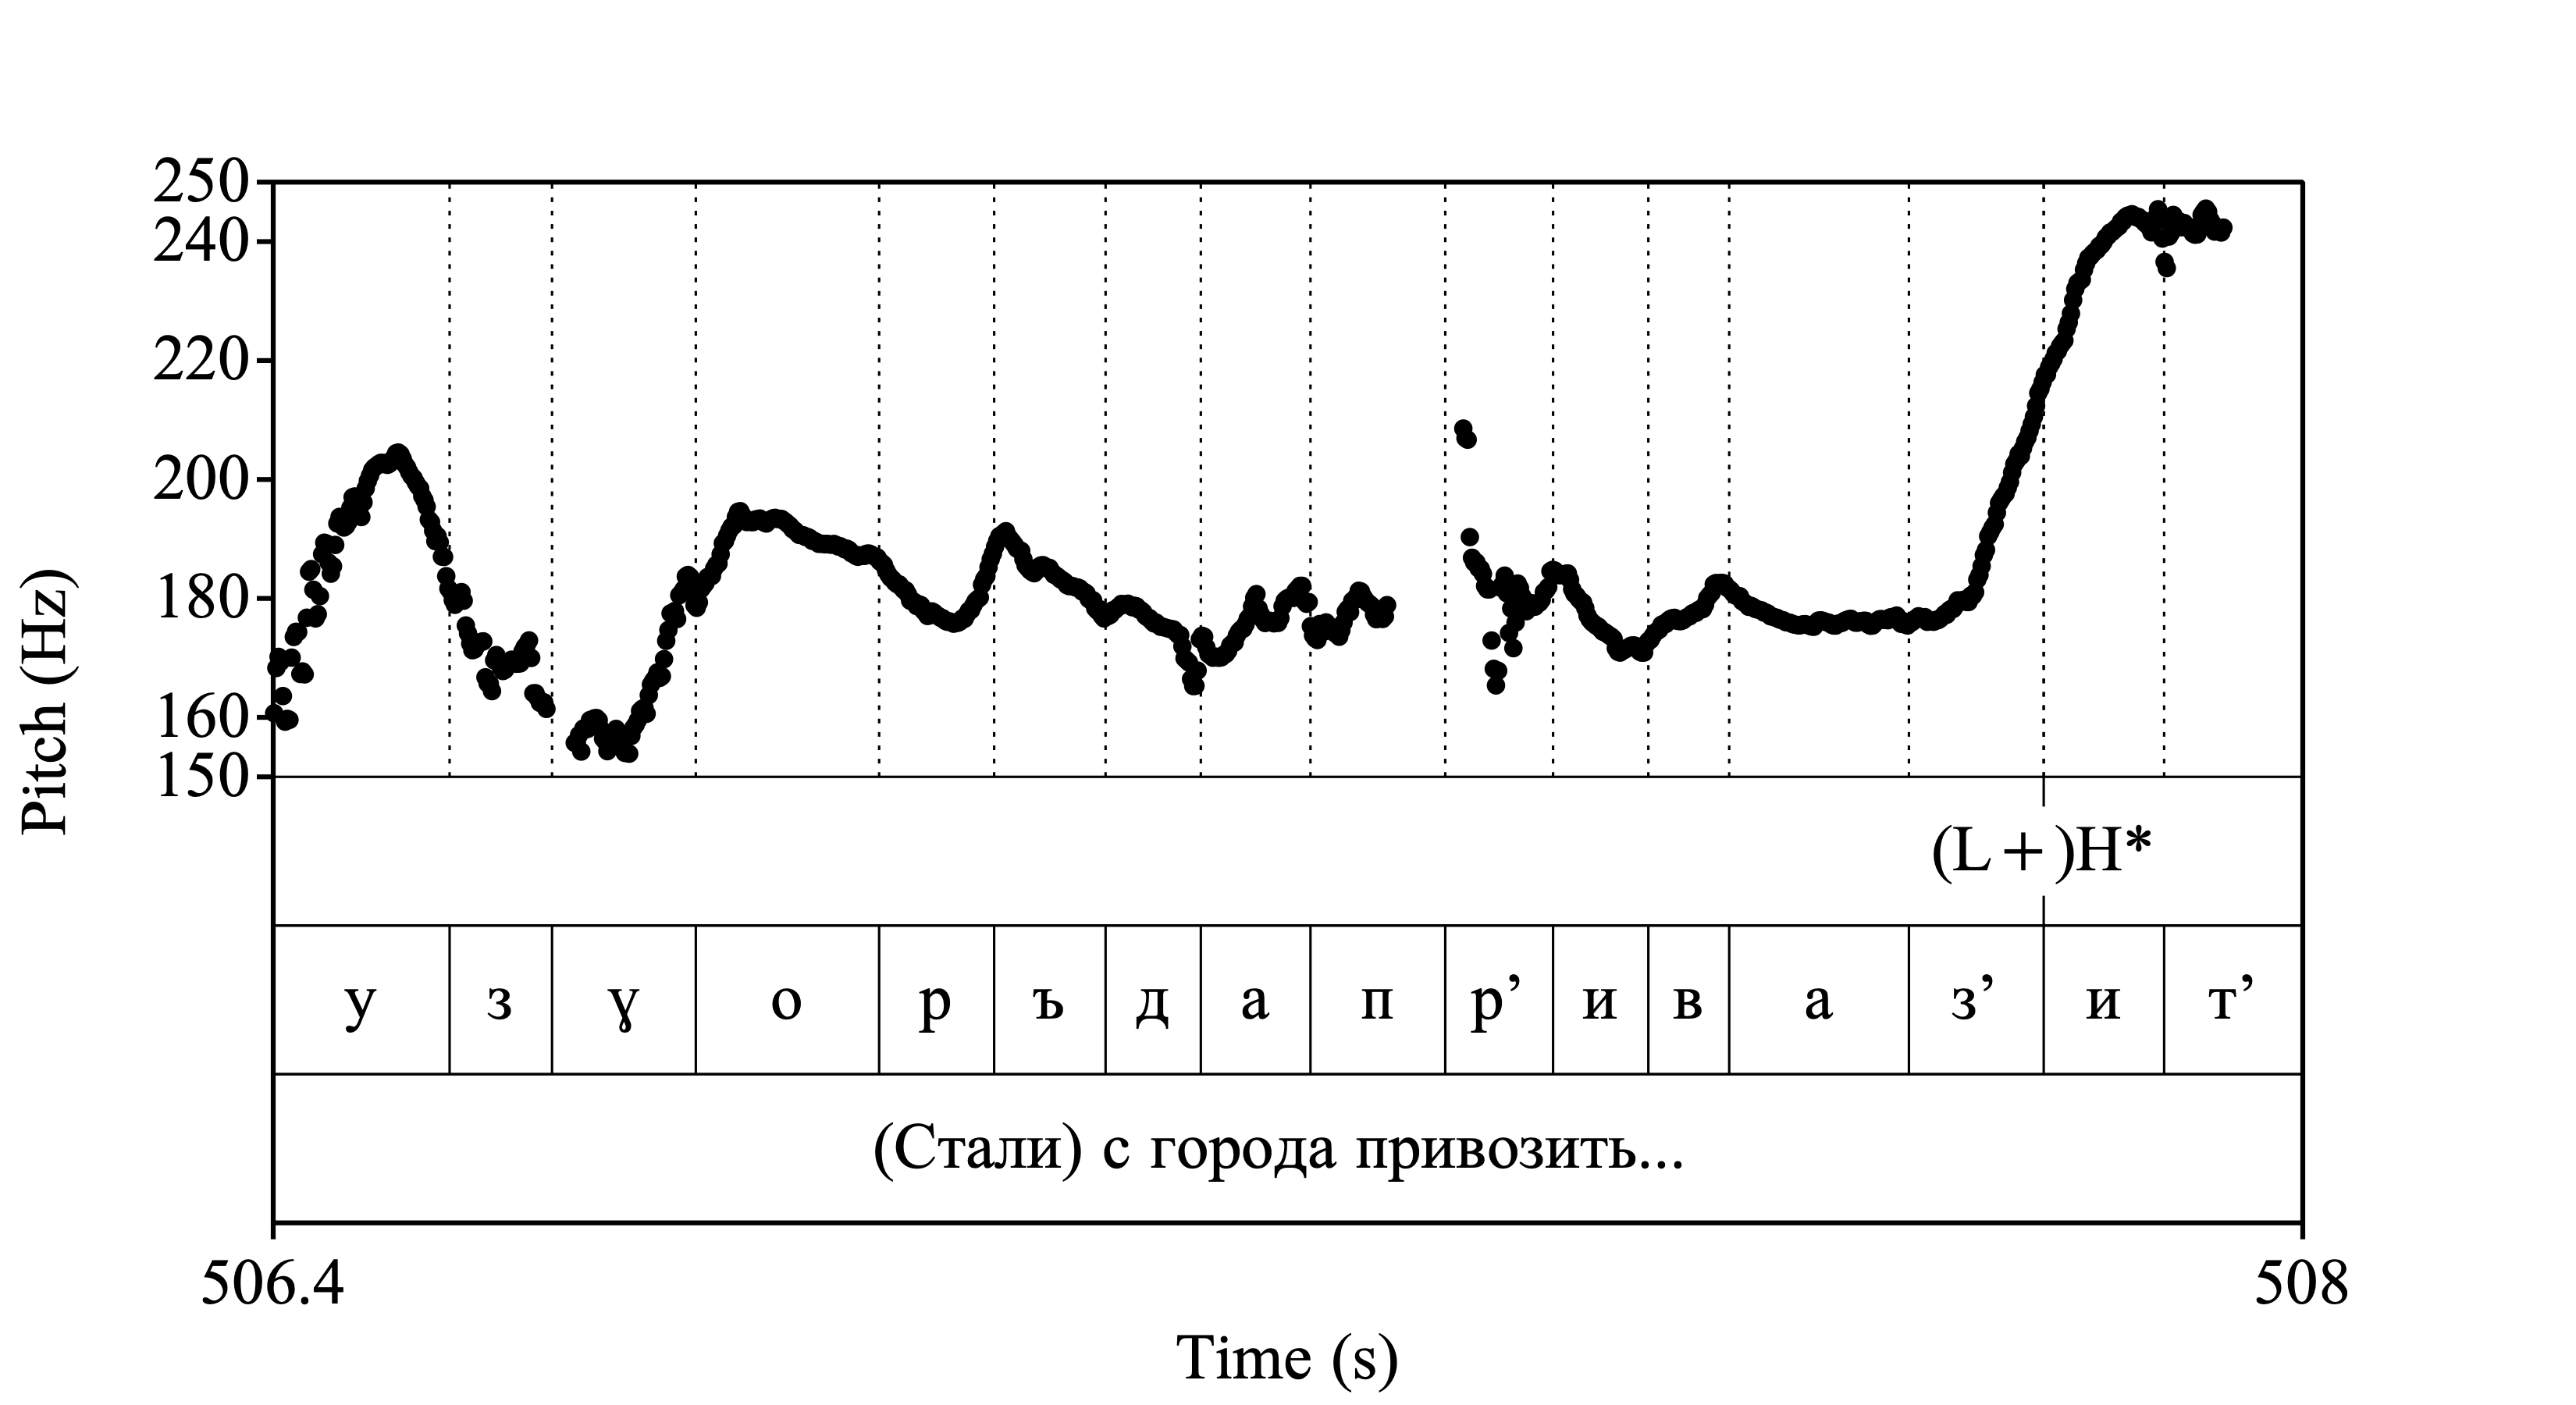 250
240
220
200
180
160
150
Pitch (Hz)
(L+)H*
у з ɣ о р ъ д а п р’ и в а з’ и т’
(Стали) с города привозить...
506.4 508
Time (s)